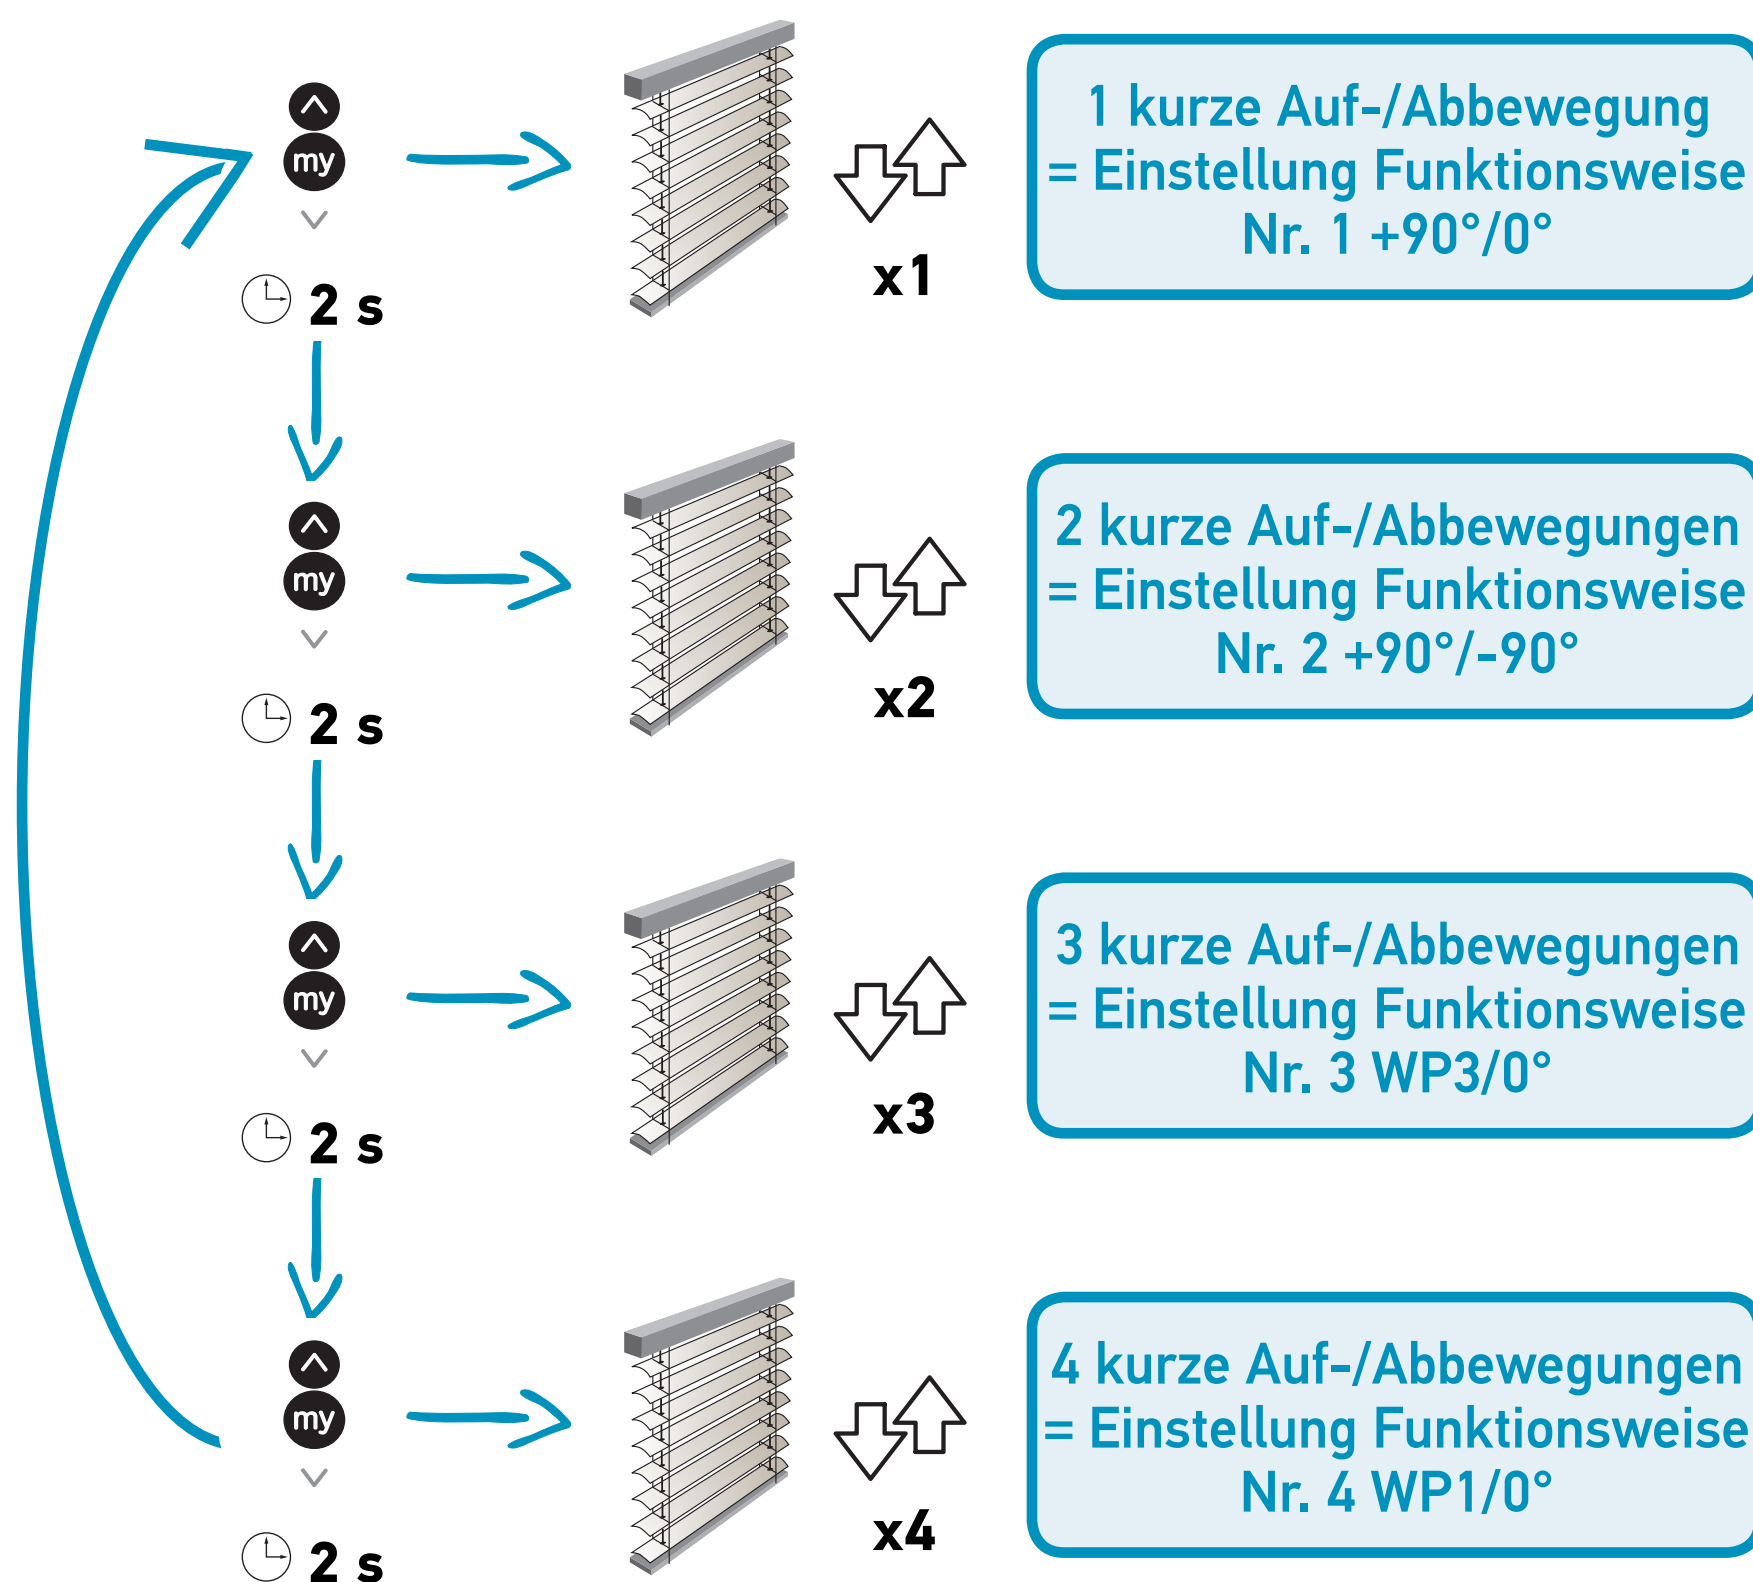 my
2 s
x1
1 kurze Auf-/Abbewegung
= Einstellung Funktionsweise
Nr. 1 +90°/0°
my
2 s
x2
2 kurze Auf-/Abbewegungen
= Einstellung Funktionsweise
Nr. 2 +90°/-90°
my
2 s
x3
3 kurze Auf-/Abbewegungen
= Einstellung Funktionsweise
Nr. 3 WP3/0°
my
2 s
x4
4 kurze Auf-/Abbewegungen
= Einstellung Funktionsweise
Nr. 4 WP1/0°